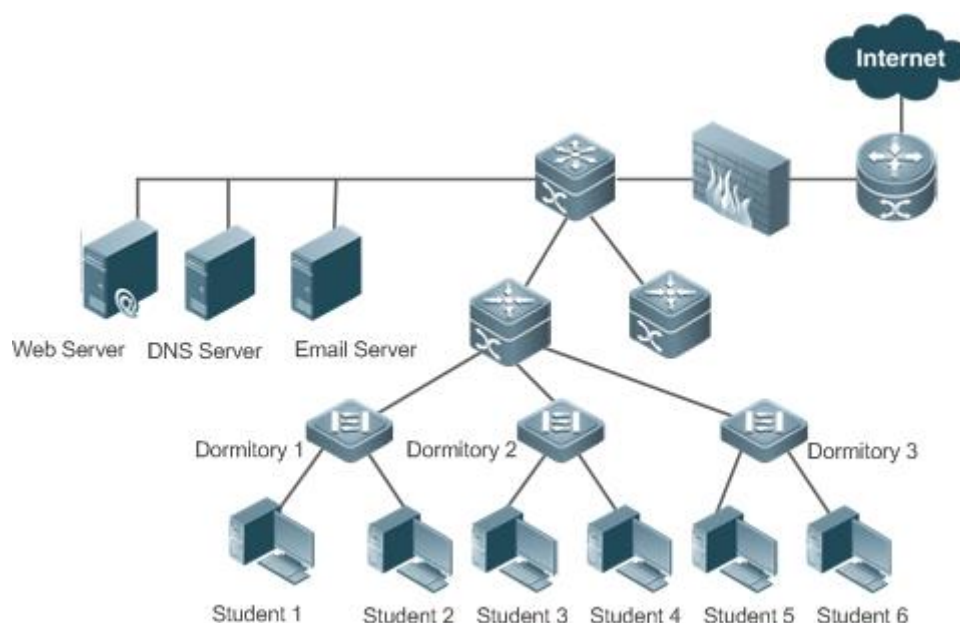 Internet
Web Server
DNS Server
Email Server
Dormitory 1
Dormitory 2
Dormitory 3
Student 1
Student 2
Student 3
Student 4
Student 5
Student 6